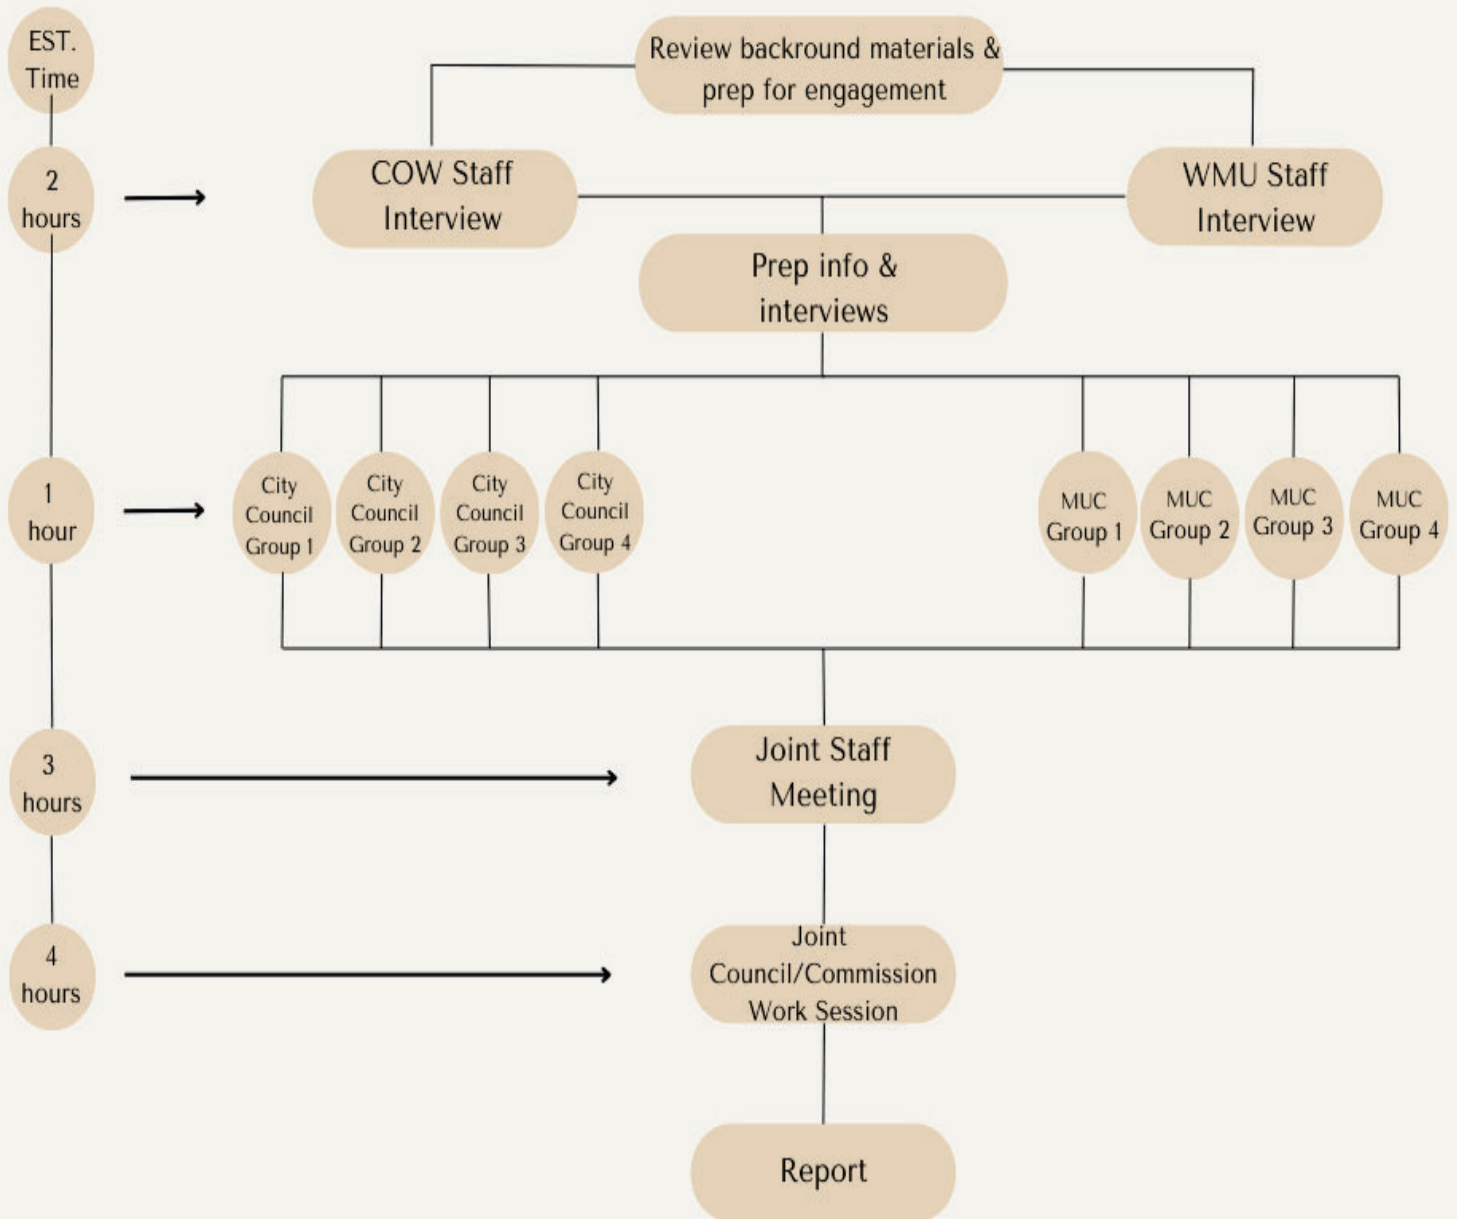 EST.
Time
Review backround materials &
prep for engagement
2
hours
COW Staff
Interview
WMU Staff
Interview
Prep info &
interviews
1
hour
City
Council
Group 1
City
Council
Group 2
City
Council
Group 3
City
Council
Group 4
MUC
Group 1
MUC
Group 2
MUC
Group 3
MUC
Group 4
3
hours
Joint Staff
Meeting
4
hours
Joint
Council/Commission
Work Session
Report